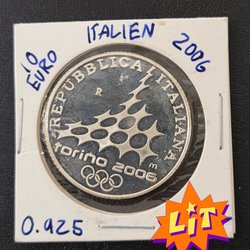 ITALIEN
2006
10
EURO
REPUBBLICA ITALIANA
R
m
torino 2006
0.925
LiT